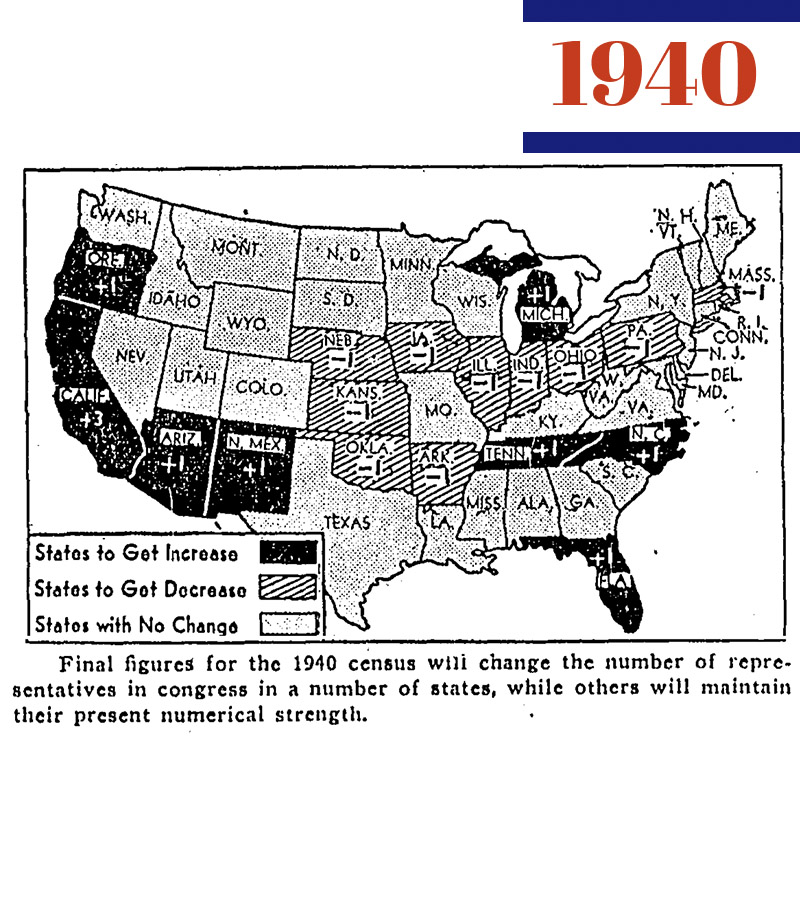 1940
WASH.
ORE.
+1
IDAHO
MONT.
N. D.
S. D.
MINN.
WIS.
+1
MICH.
N. H.
VT.
ME.
MASS.
-1
N. Y.
R. I.
CONN.
N. J.
DEL.
MD.
PA.
-1
WYO.
NEB.
-1
IA.
-1
ILL.
-1
IND.
-1
OHIO
-1
W.
VA.
VA.
NEV.
UTAH
COLO.
KANS.
-1
MO.
KY.
CALIF.
+3
ARIZ.
+1
N. MEX.
+1
OKLA.
-1
ARK.
-1
TENN. +1
N. C.
+1
S. C.
TEXAS
LA.
MISS.
ALA.
GA.
+1
FLA.
States to Get Increase
States to Get Decrease
States with No Change
Final figures for the 1940 census will change the number of repre-
sentatives in congress in a number of states, while others will maintain
their present numerical strength.